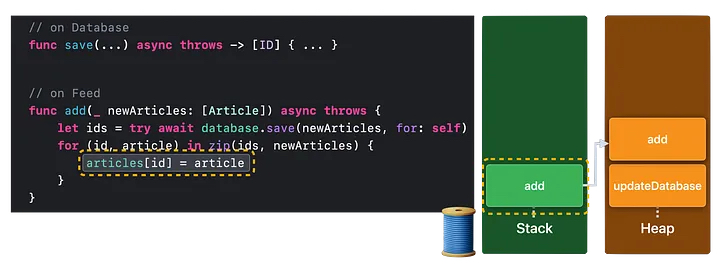 // on Database
func save(...) async throws -> [ID] { ... }
// on Feed
func add(_ newArticles: [Article]) async throws {
    let ids = try await database.save(newArticles, for: self)
    for (id, article) in zip(ids, newArticles) {
        articles[id] = article
    }
}
add
Stack
add
updateDatabase
Heap